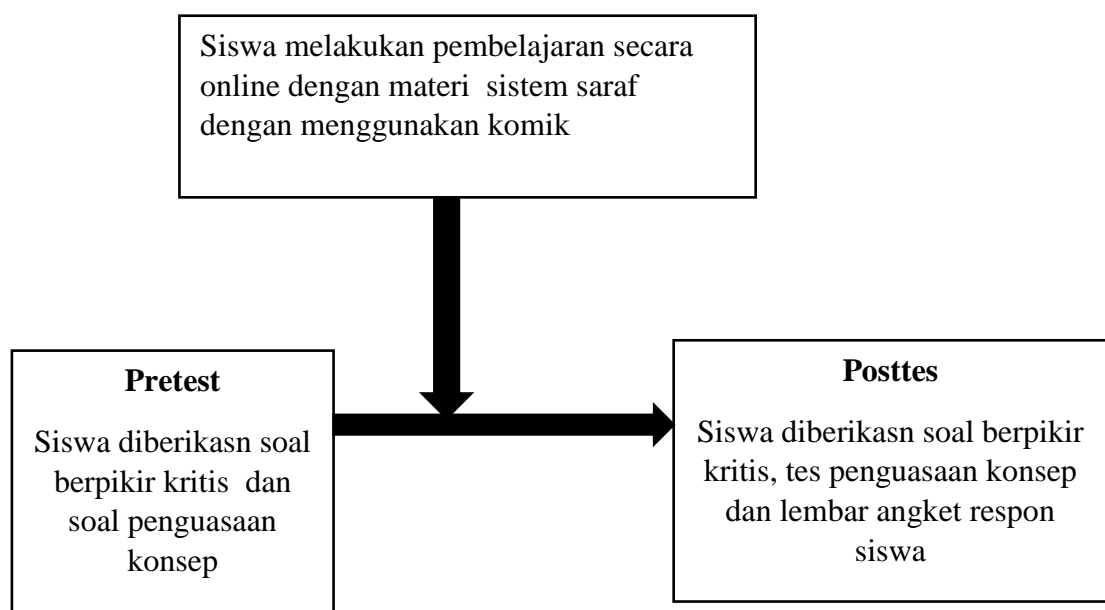 Siswa melakukan pembelajaran secara
online dengan materi  sistem saraf
dengan menggunakan komik
Pretest
Siswa diberikasn soal
berpikir kritis  dan
soal penguasaan
konsep
Posttes
Siswa diberikasn soal berpikir
kritis, tes penguasaan konsep
dan lembar angket respon
siswa